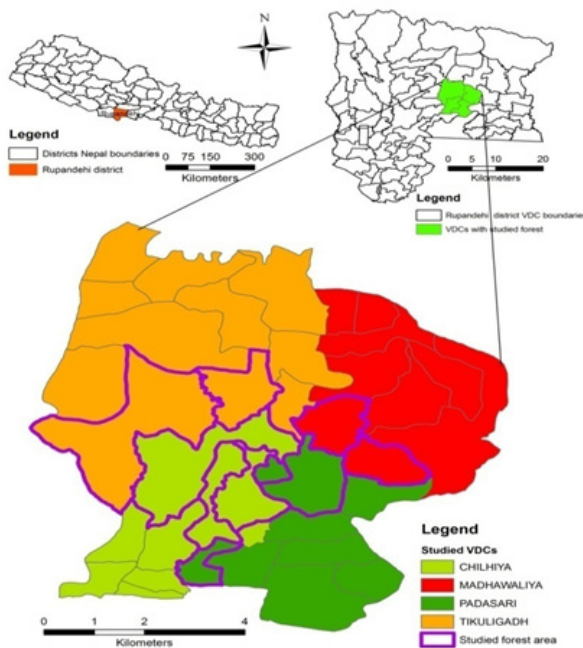 N
Legend
Districts Nepal boundaries
Rupandehi district
0 75 150 300
Kilometers
0 5 10 20
Kilometers
Legend
Rupandehi district VDC boundaries
VDCs with studied forest
Legend
Studied VDCs
CHILHIYA
MADHAWALIYA
PADASARI
TIKULIGADH
Studied forest area
0 1 2 4
Kilometers